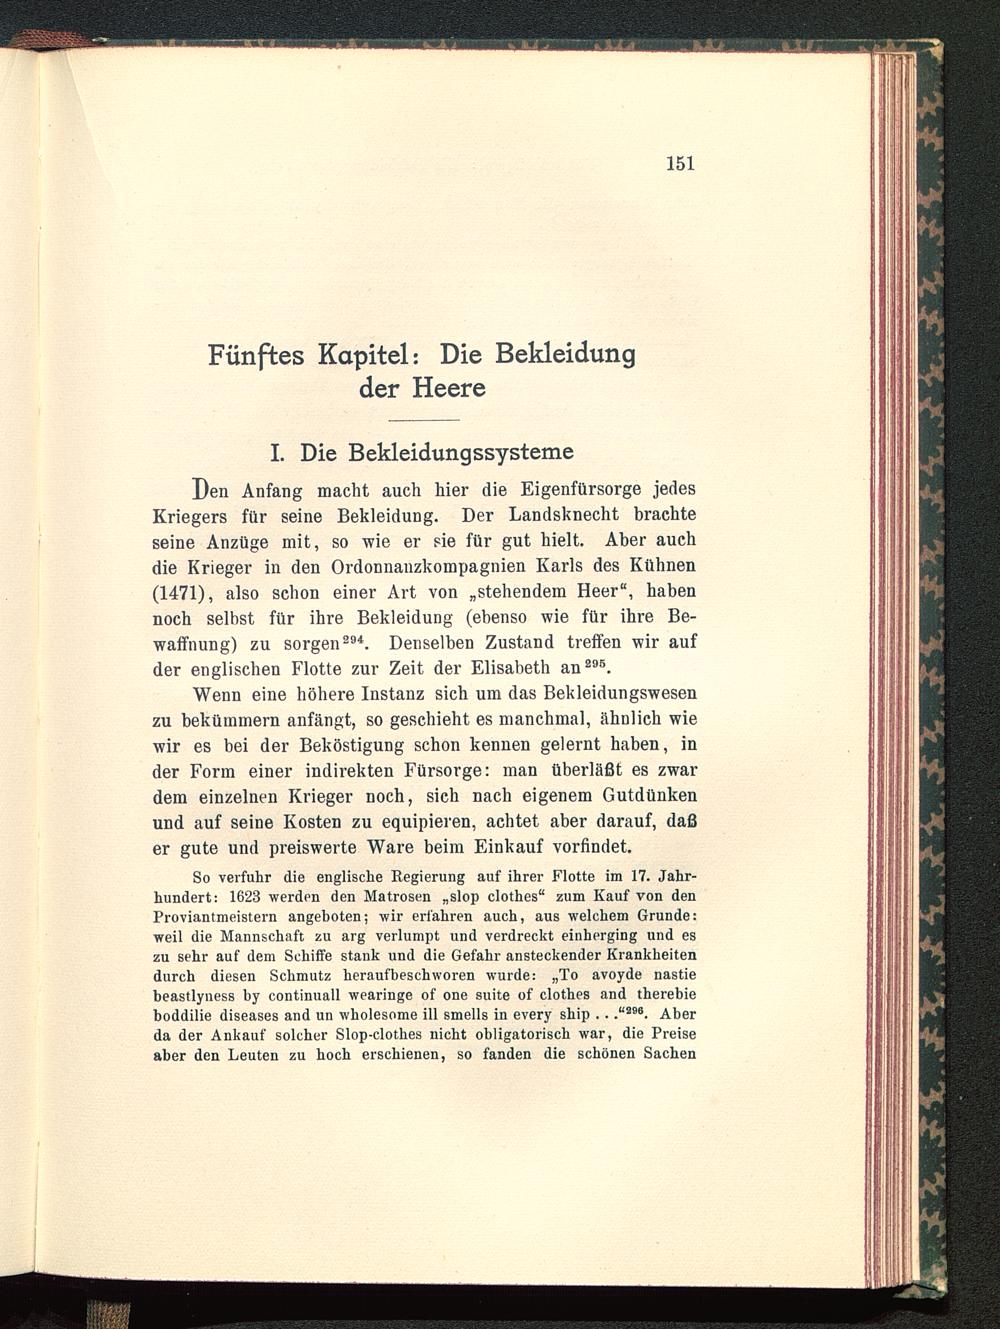 151
Fünftes Kapitel: Die Bekleidung
der Heere
I. Die Bekleidungssysteme
Den Anfang macht auch hier die Eigenfürsorge jedes
Kriegers für seine Bekleidung. Der Landsknecht brachte
seine Anzüge mit, so wie er sie für gut hielt. Aber auch
die Krieger in den Ordonnanzkompagnien Karls des Kühnen
(1471), also schon einer Art von „stehendem Heer“, haben
noch selbst für ihre Bekleidung (ebenso wie für ihre Be-
waffnung) zu sorgen²⁹⁴. Denselben Zustand treffen wir auf
der englischen Flotte zur Zeit der Elisabeth an²⁹⁵.
Wenn eine höhere Instanz sich um das Bekleidungswesen
zu bekümmern anfängt, so geschieht es manchmal, ähnlich wie
wir es bei der Beköstigung schon kennen gelernt haben, in
der Form einer indirekten Fürsorge: man überläßt es zwar
dem einzelnen Krieger noch, sich nach eigenem Gutdünken
und auf seine Kosten zu equipieren, achtet aber darauf, daß
er gute und preiswerte Ware beim Einkauf vorfindet.
So verfuhr die englische Regierung auf ihrer Flotte im 17. Jahr-
hundert: 1623 werden den Matrosen „slop clothes“ zum Kauf von den
Proviantmeistern angeboten; wir erfahren auch, aus welchem Grunde:
weil die Mannschaft zu arg verlumpt und verdreckt einherging und es
zu sehr auf dem Schiffe stank und die Gefahr ansteckender Krankheiten
durch diesen Schmutz heraufbeschworen wurde: „To avoyde nastie
beastlyness by continuall wearinge of one suite of clothes and therebie
boddilie diseases and un wholesome ill smells in every ship . . .“²⁹⁶. Aber
da der Ankauf solcher Slop-clothes nicht obligatorisch war, die Preise
aber den Leuten zu hoch erschienen, so fanden die schönen Sachen